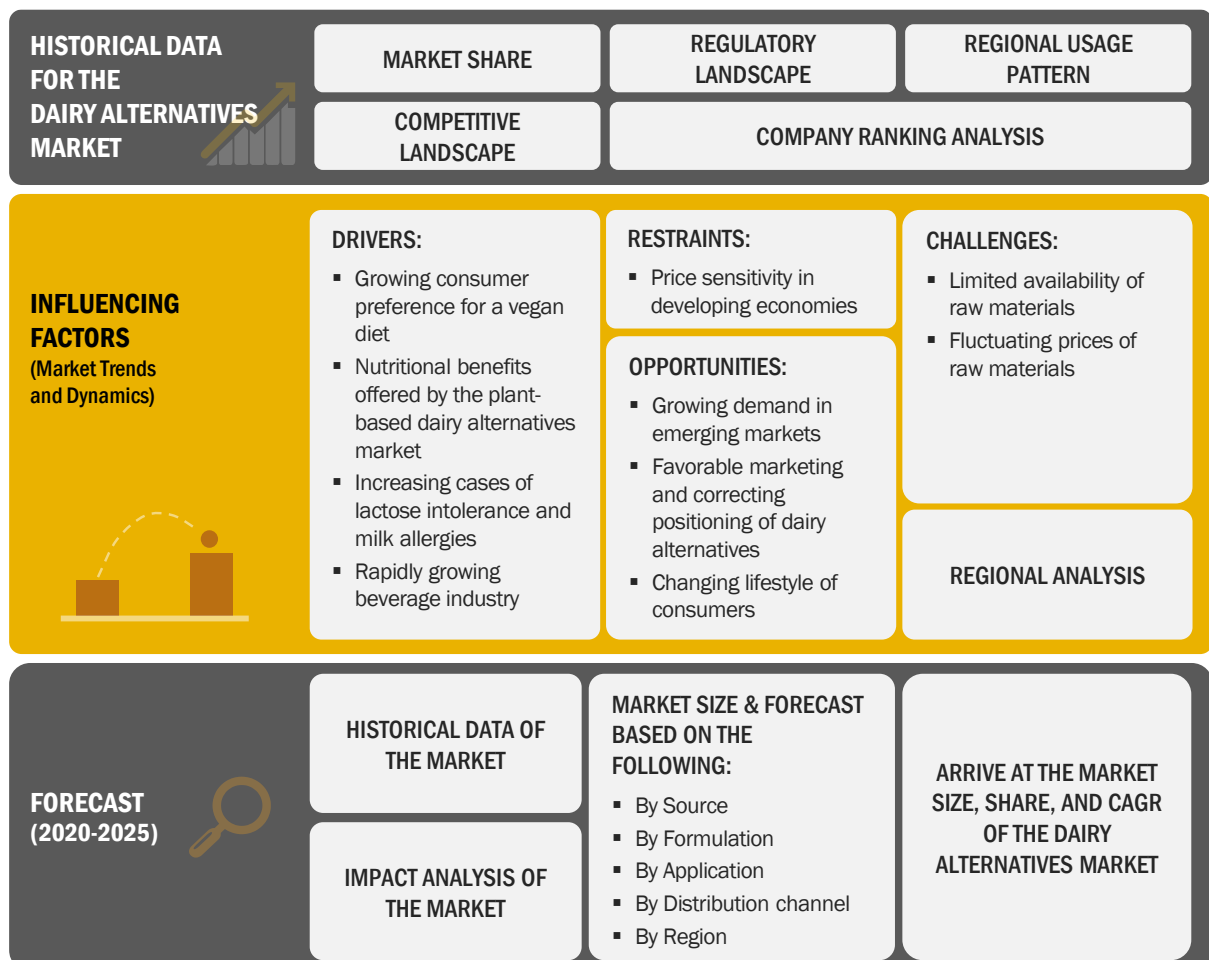 HISTORICAL DATA
FOR THE
DAIRY ALTERNATIVES
MARKET
MARKET SHARE
REGULATORY
LANDSCAPE
REGIONAL USAGE
PATTERN
COMPETITIVE
LANDSCAPE
COMPANY RANKING ANALYSIS
INFLUENCING
FACTORS
(Market Trends
and Dynamics)
DRIVERS:
▪ Growing consumer
preference for a vegan
diet
▪ Nutritional benefits
offered by the plant-
based dairy alternatives
market
▪ Increasing cases of
lactose intolerance and
milk allergies
▪ Rapidly growing
beverage industry
RESTRAINTS:
▪ Price sensitivity in
developing economies
OPPORTUNITIES:
▪ Growing demand in
emerging markets
▪ Favorable marketing
and correcting
positioning of dairy
alternatives
▪ Changing lifestyle of
consumers
CHALLENGES:
▪ Limited availability of
raw materials
▪ Fluctuating prices of
raw materials
REGIONAL ANALYSIS
FORECAST
(2020-2025)
HISTORICAL DATA OF
THE MARKET
IMPACT ANALYSIS OF
THE MARKET
MARKET SIZE & FORECAST
BASED ON THE
FOLLOWING:
▪ By Source
▪ By Formulation
▪ By Application
▪ By Distribution channel
▪ By Region
ARRIVE AT THE MARKET
SIZE, SHARE, AND CAGR
OF THE DAIRY
ALTERNATIVES MARKET